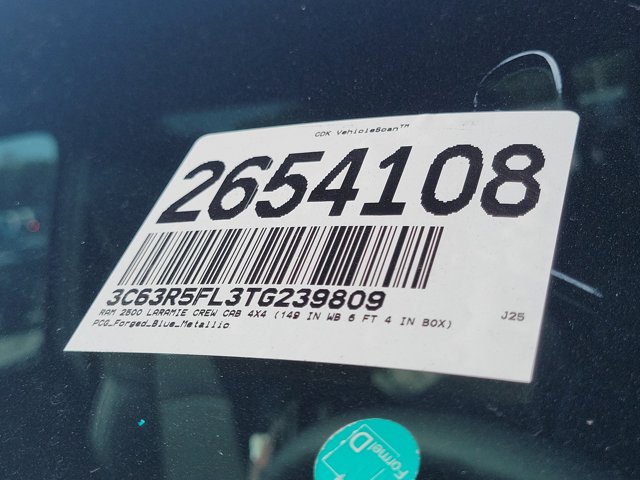 CDK VehicleScan™
2654108
3C63R5FL3TG239809
RAM 2500 LARAMIE CREW CAB 4X4 (149 IN WB 6 FT 4 IN BOX)
J25
PCG_Forged_Blue_Metallic
FormelD